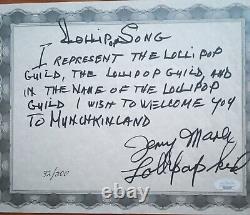 Lollipop Song
I represent the Lollipop
Guild, the Lollipop Guild, and
in the name of the Lollipop
Guild I wish to welcome you
to Munchkinland
Jerry Maren
Lollipop kid
32/200